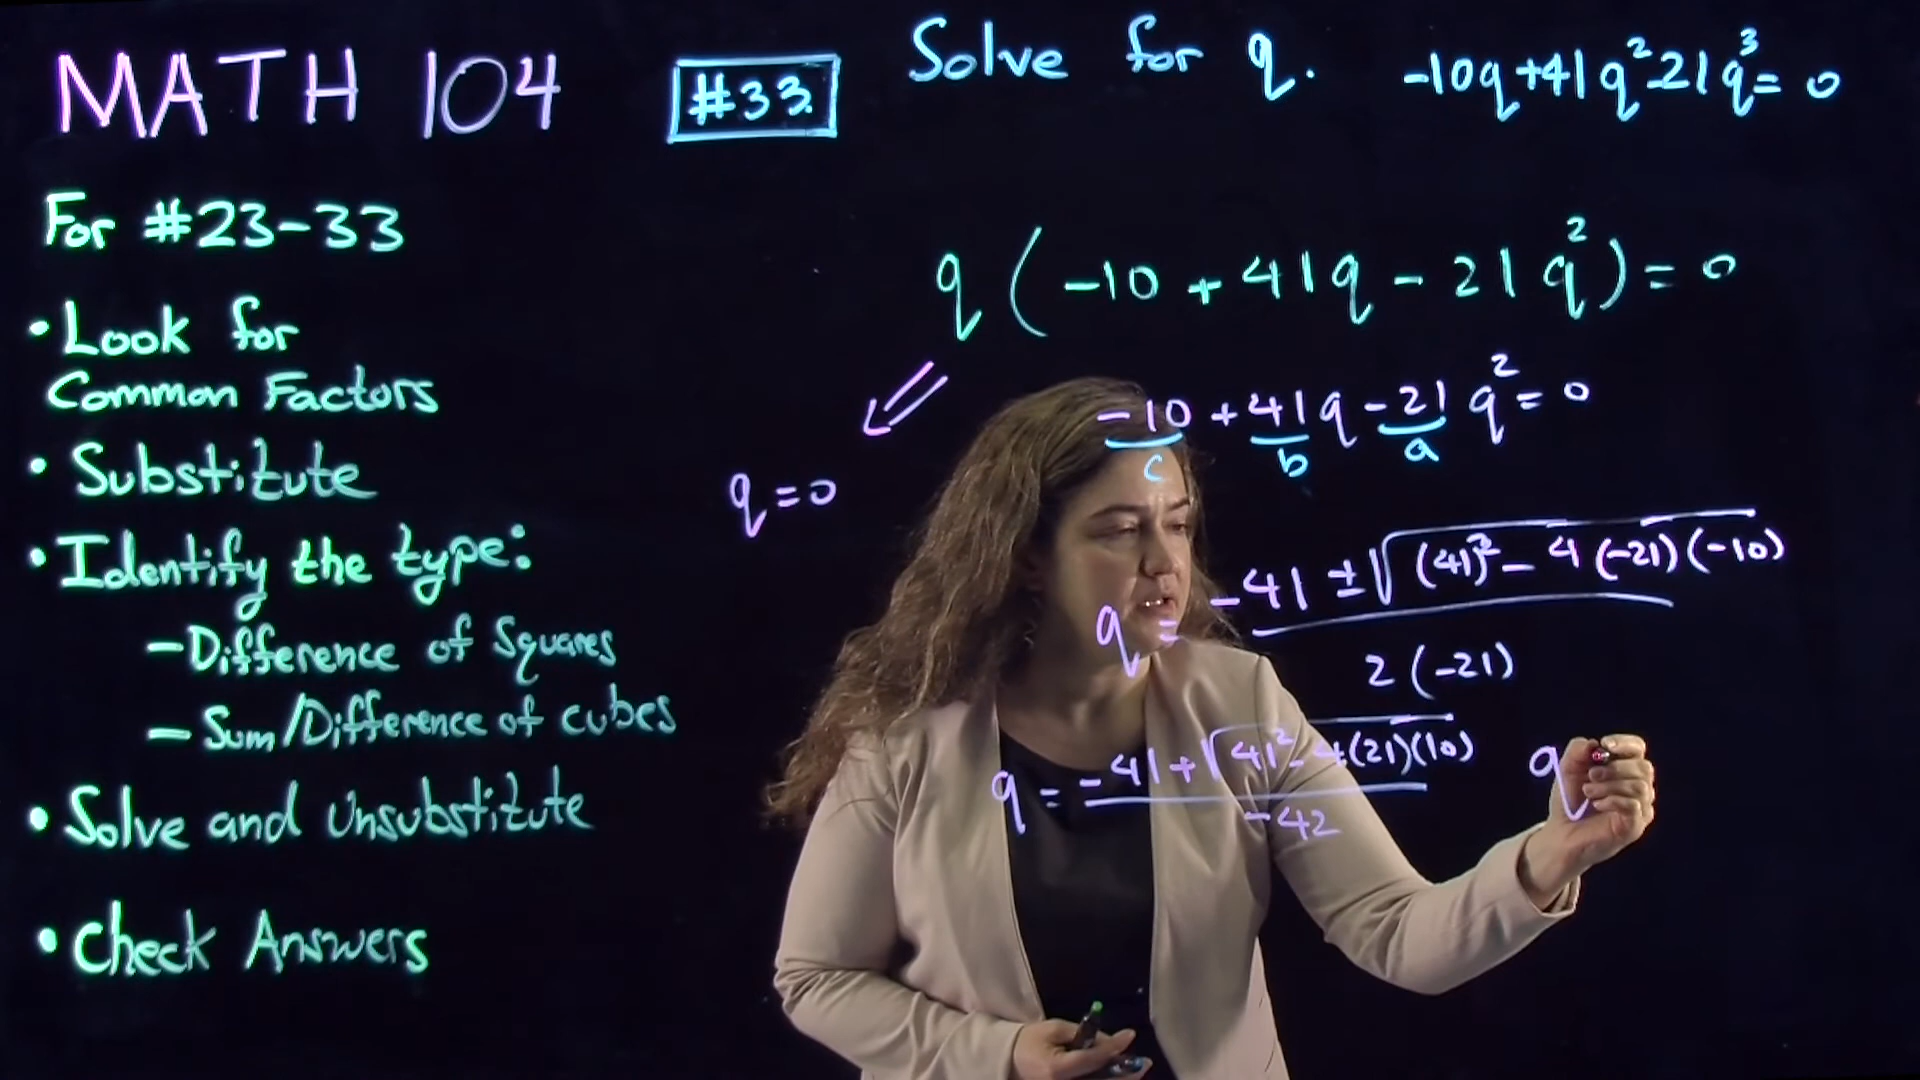 MATH 104
#33.
Solve for q.
-10q+41q²-21q³=0
For #23-33
• Look for
Common Factors
• Substitute
• Identify the type:
- Difference of Squares
- Sum/Difference of cubes
• Solve and Unsubstitute
• Check Answers
q(-10+41q-21q²)=0
-10+41q-21q²=0
c b a
q=0
q = -41 ± √(41)²-4(-21)(-10)
2(-21)
q = -41+√41²-4(21)(10)
-42
q